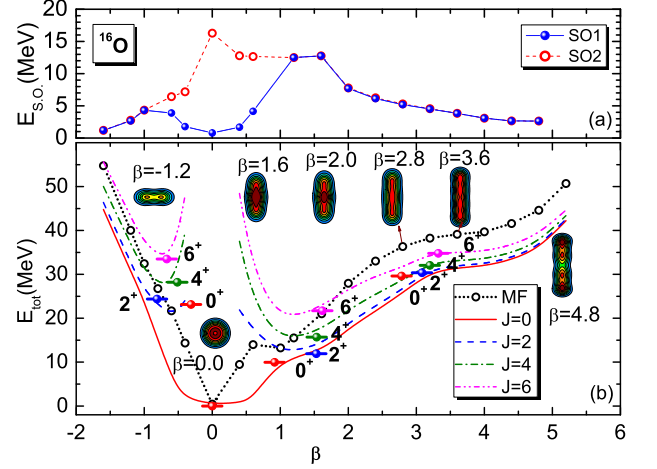 20
15
10
5
0
E_S.O.(MeV)
¹⁶O
SO1
SO2
(a)
50
40
30
20
10
0
E_tot(MeV)
β=-1.2
β=1.6
β=2.0
β=2.8
β=3.6
6⁺
4⁺
2⁺
0⁺
β=0.0
6⁺
4⁺
2⁺
0⁺
6⁺
4⁺
2⁺
0⁺
β=4.8
MF
J=0
J=2
J=4
J=6
(b)
-2 -1 0 1 2 3 4 5 6
β